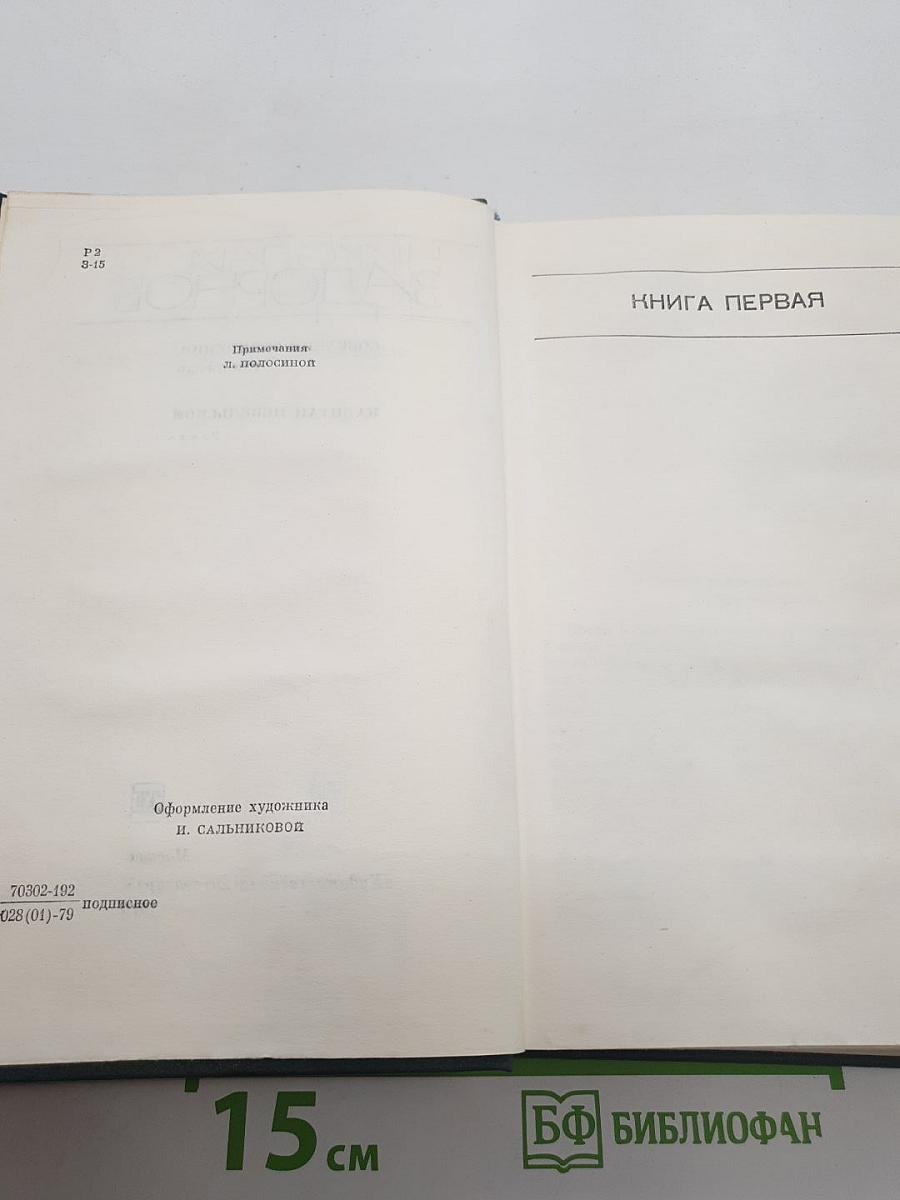 Р2
З-15
Примечания
Л. ПОЛОСИНОЙ
Оформление художника
И. САЛЬНИКОВОЙ
70302-192
028(01)-79 подписное
КНИГА ПЕРВАЯ
15 см
БФ БИБЛИОФАН